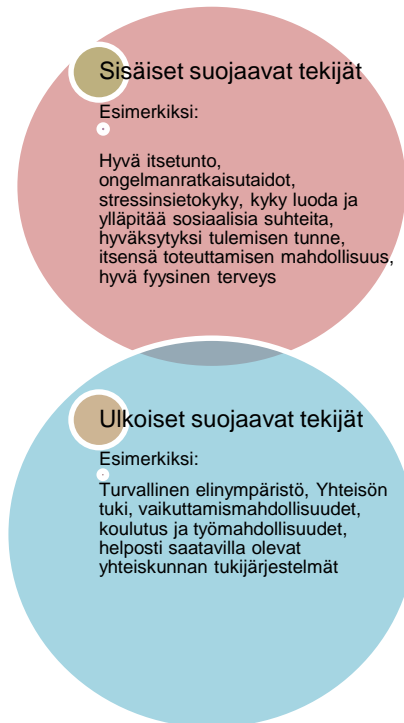 Sisäiset suojaavat tekijät
Esimerkiksi:
Hyvä itsetunto,
ongelmanratkaisutaidot,
stressinsietokyky, kyky luoda ja
ylläpitää sosiaalisia suhteita,
hyväksytyksi tulemisen tunne,
itsensä toteuttamisen mahdollisuus,
hyvä fyysinen terveys
Ulkoiset suojaavat tekijät
Esimerkiksi:
Turvallinen elinympäristö, Yhteisön
tuki, vaikuttamismahdollisuudet,
koulutus ja työmahdollisuudet,
helposti saatavilla olevat
yhteiskunnan tukijärjestelmät